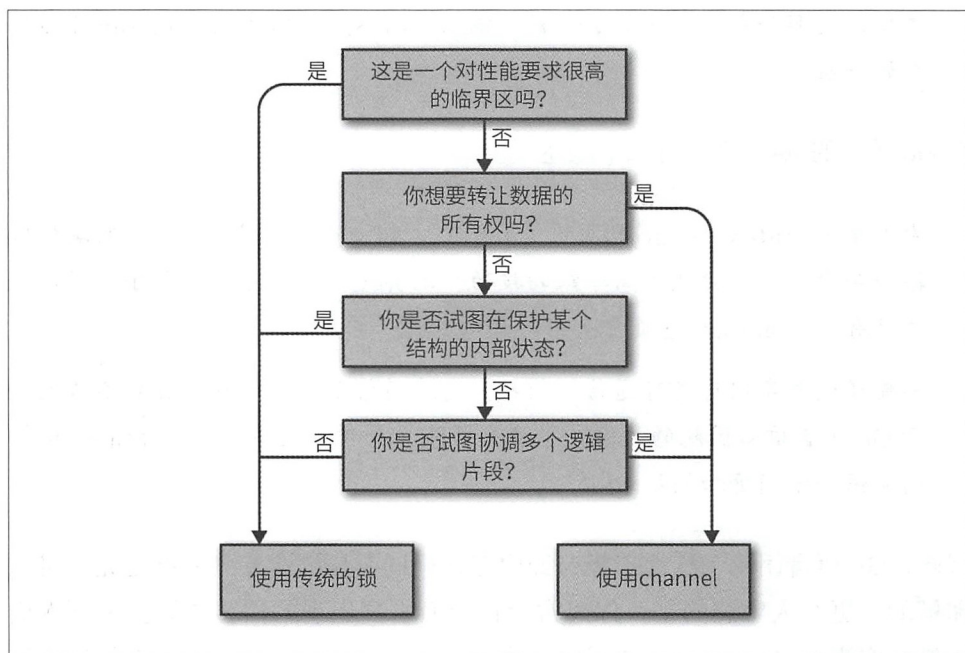 是
这是一个对性能要求很高
的临界区吗？
否
你想要转让数据的
所有权吗？
是
否
是
你是否试图在保护某个
结构的内部状态？
否
否
你是否试图协调多个逻辑
片段？
是
使用传统的锁
使用channel